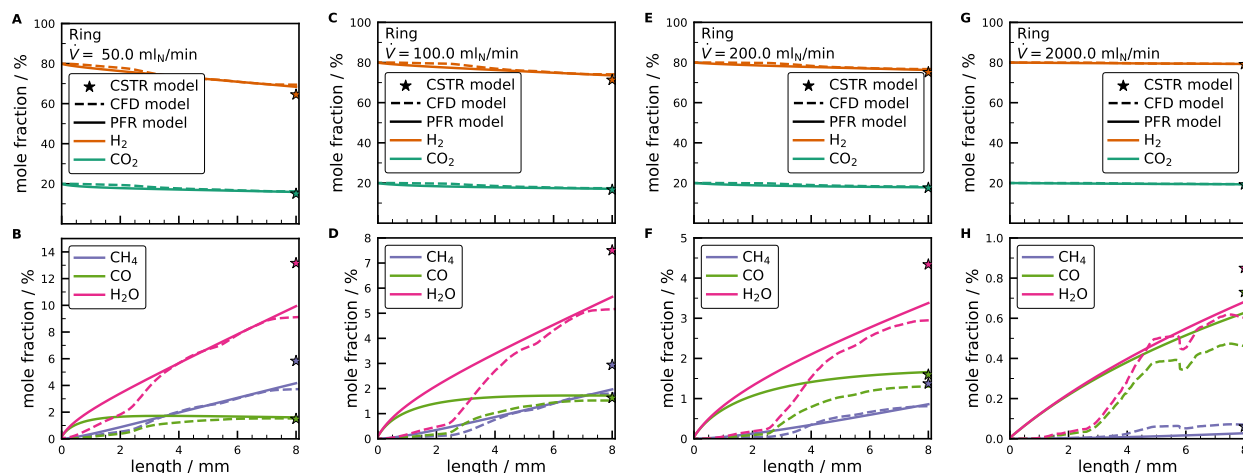 A
100
80
60
40
20
mole fraction / %
Ring
V̇ = 50.0 mlN/min
CSTR model
CFD model
PFR model
H2
CO2
C
100
80
60
40
20
mole fraction / %
Ring
V̇ = 100.0 mlN/min
CSTR model
CFD model
PFR model
H2
CO2
E
100
80
60
40
20
mole fraction / %
Ring
V̇ = 200.0 mlN/min
CSTR model
CFD model
PFR model
H2
CO2
G
100
80
60
40
20
mole fraction / %
Ring
V̇ = 2000.0 mlN/min
CSTR model
CFD model
PFR model
H2
CO2
B
14
12
10
8
6
4
2
0
mole fraction / %
CH4
CO
H2O
0 2 4 6 8
length / mm
D
8
7
6
5
4
3
2
1
0
mole fraction / %
CH4
CO
H2O
0 2 4 6 8
length / mm
F
5
4
3
2
1
0
mole fraction / %
CH4
CO
H2O
0 2 4 6 8
length / mm
H
1.0
0.8
0.6
0.4
0.2
0.0
mole fraction / %
CH4
CO
H2O
0 2 4 6 8
length / mm